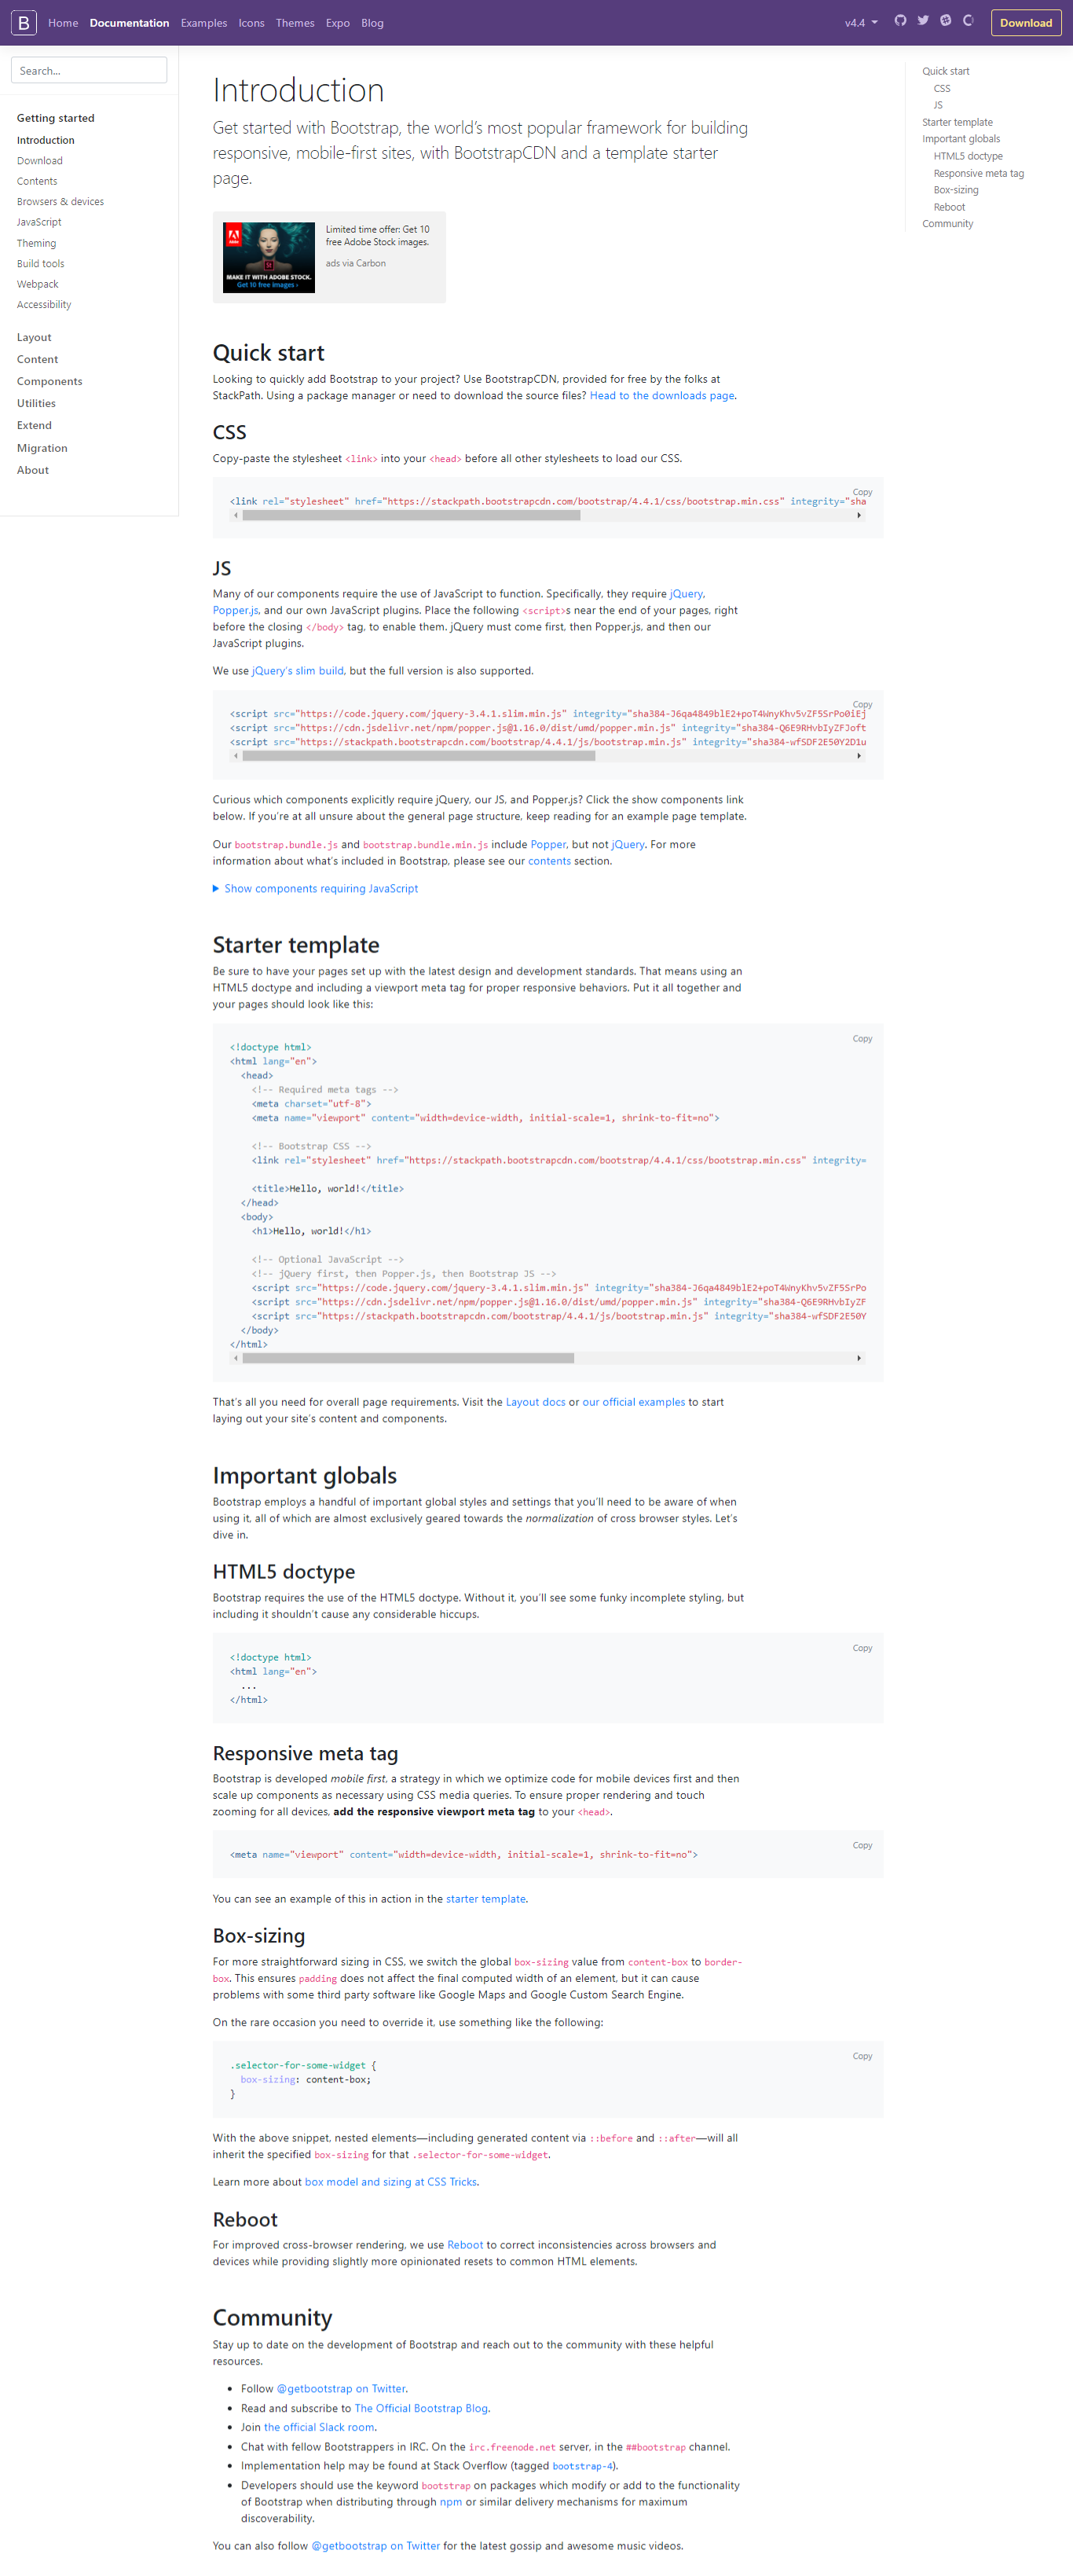 B Home Documentation Examples Icons Themes Expo Blog v4.4 Download
Search...
Getting started
Introduction
Download
Contents
Browsers & devices
JavaScript
Theming
Build tools
Webpack
Accessibility
Layout
Content
Components
Utilities
Extend
Migration
About
Introduction
Get started with Bootstrap, the world’s most popular framework for building
responsive, mobile-first sites, with BootstrapCDN and a template starter
page.
Adobe
MAKE IT WITH ADOBE STOCK.
Get 10 free images ›
Limited time offer: Get 10
free Adobe Stock images.
ads via Carbon
Quick start
Looking to quickly add Bootstrap to your project? Use BootstrapCDN, provided for free by the folks at
StackPath. Using a package manager or need to download the source files? Head to the downloads page.
CSS
Copy-paste the stylesheet <link> into your <head> before all other stylesheets to load our CSS.
Copy
<link rel="stylesheet" href="https://stackpath.bootstrapcdn.com/bootstrap/4.4.1/css/bootstrap.min.css" integrity="sha
JS
Many of our components require the use of JavaScript to function. Specifically, they require jQuery,
Popper.js, and our own JavaScript plugins. Place the following <script>s near the end of your pages, right
before the closing </body> tag, to enable them. jQuery must come first, then Popper.js, and then our
JavaScript plugins.
We use jQuery’s slim build, but the full version is also supported.
Copy
<script src="https://code.jquery.com/jquery-3.4.1.slim.min.js" integrity="sha384-J6qa4849blE2+poT4WnyKhv5vZF5SrPo0iEj
<script src="https://cdn.jsdelivr.net/npm/popper.js@1.16.0/dist/umd/popper.min.js" integrity="sha384-Q6E9RHvbIyZFJoft
<script src="https://stackpath.bootstrapcdn.com/bootstrap/4.4.1/js/bootstrap.min.js" integrity="sha384-wfSDF2E50Y2D1u
Curious which components explicitly require jQuery, our JS, and Popper.js? Click the show components link
below. If you’re at all unsure about the general page structure, keep reading for an example page template.
Our bootstrap.bundle.js and bootstrap.bundle.min.js include Popper, but not jQuery. For more
information about what’s included in Bootstrap, please see our contents section.
Show components requiring JavaScript
Starter template
Be sure to have your pages set up with the latest design and development standards. That means using an
HTML5 doctype and including a viewport meta tag for proper responsive behaviors. Put it all together and
your pages should look like this:
Copy
<!doctype html>
<html lang="en">
<head>
<!-- Required meta tags -->
<meta charset="utf-8">
<meta name="viewport" content="width=device-width, initial-scale=1, shrink-to-fit=no">
<!-- Bootstrap CSS -->
<link rel="stylesheet" href="https://stackpath.bootstrapcdn.com/bootstrap/4.4.1/css/bootstrap.min.css" integrity=
<title>Hello, world!</title>
</head>
<body>
<h1>Hello, world!</h1>
<!-- Optional JavaScript -->
<!-- jQuery first, then Popper.js, then Bootstrap JS -->
<script src="https://code.jquery.com/jquery-3.4.1.slim.min.js" integrity="sha384-J6qa4849blE2+poT4WnyKhv5vZF5SrPo
<script src="https://cdn.jsdelivr.net/npm/popper.js@1.16.0/dist/umd/popper.min.js" integrity="sha384-Q6E9RHvbIyZF
<script src="https://stackpath.bootstrapcdn.com/bootstrap/4.4.1/js/bootstrap.min.js" integrity="sha384-wfSDF2E50Y
</body>
</html>
That’s all you need for overall page requirements. Visit the Layout docs or our official examples to start
laying out your site’s content and components.
Important globals
Bootstrap employs a handful of important global styles and settings that you’ll need to be aware of when
using it, all of which are almost exclusively geared towards the normalization of cross browser styles. Let’s
dive in.
HTML5 doctype
Bootstrap requires the use of the HTML5 doctype. Without it, you’ll see some funky incomplete styling, but
including it shouldn’t cause any considerable hiccups.
Copy
<!doctype html>
<html lang="en">
...
</html>
Responsive meta tag
Bootstrap is developed mobile first, a strategy in which we optimize code for mobile devices first and then
scale up components as necessary using CSS media queries. To ensure proper rendering and touch
zooming for all devices, add the responsive viewport meta tag to your <head>.
Copy
<meta name="viewport" content="width=device-width, initial-scale=1, shrink-to-fit=no">
You can see an example of this in action in the starter template.
Box-sizing
For more straightforward sizing in CSS, we switch the global box-sizing value from content-box to border-
box. This ensures padding does not affect the final computed width of an element, but it can cause
problems with some third party software like Google Maps and Google Custom Search Engine.
On the rare occasion you need to override it, use something like the following:
Copy
.selector-for-some-widget {
box-sizing: content-box;
}
With the above snippet, nested elements—including generated content via ::before and ::after—will all
inherit the specified box-sizing for that .selector-for-some-widget.
Learn more about box model and sizing at CSS Tricks.
Reboot
For improved cross-browser rendering, we use Reboot to correct inconsistencies across browsers and
devices while providing slightly more opinionated resets to common HTML elements.
Community
Stay up to date on the development of Bootstrap and reach out to the community with these helpful
resources.
• Follow @getbootstrap on Twitter.
• Read and subscribe to The Official Bootstrap Blog.
• Join the official Slack room.
• Chat with fellow Bootstrappers in IRC. On the irc.freenode.net server, in the ##bootstrap channel.
• Implementation help may be found at Stack Overflow (tagged bootstrap-4).
• Developers should use the keyword bootstrap on packages which modify or add to the functionality
of Bootstrap when distributing through npm or similar delivery mechanisms for maximum
discoverability.
You can also follow @getbootstrap on Twitter for the latest gossip and awesome music videos.
Quick start
CSS
JS
Starter template
Important globals
HTML5 doctype
Responsive meta tag
Box-sizing
Reboot
Community